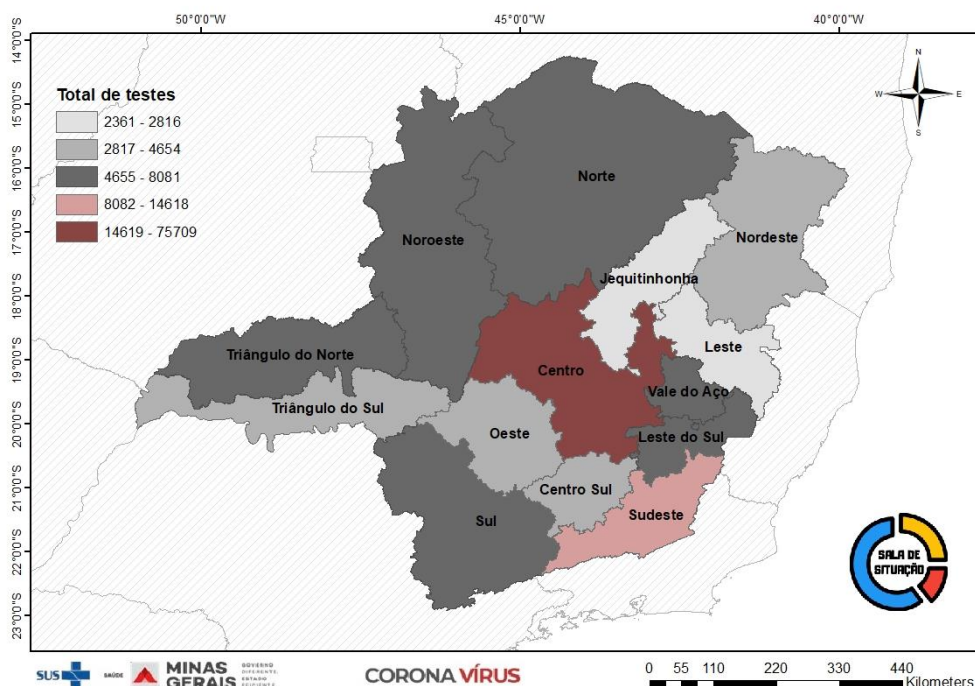 50°0'0"W
45°0'0"W
40°0'0"W
14°0'0"S
15°0'0"S
16°0'0"S
17°0'0"S
18°0'0"S
19°0'0"S
20°0'0"S
21°0'0"S
22°0'0"S
23°0'0"S
N
W
E
S
Total de testes
2361 - 2816
2817 - 4654
4655 - 8081
8082 - 14618
14619 - 75709
Norte
Nordeste
Noroeste
Jequitinhonha
Leste
Triângulo do Norte
Centro
Vale do Aço
Triângulo do Sul
Oeste
Leste do Sul
Centro Sul
Sudeste
Sul
SALA DE
SITUAÇÃO
SUS
SAÚDE
MINAS
GERAIS
GOVERNO
DIFERENTE.
ESTADO
EFICIENTE.
CORONA VÍRUS
0 55 110 220 330 440
Kilometers